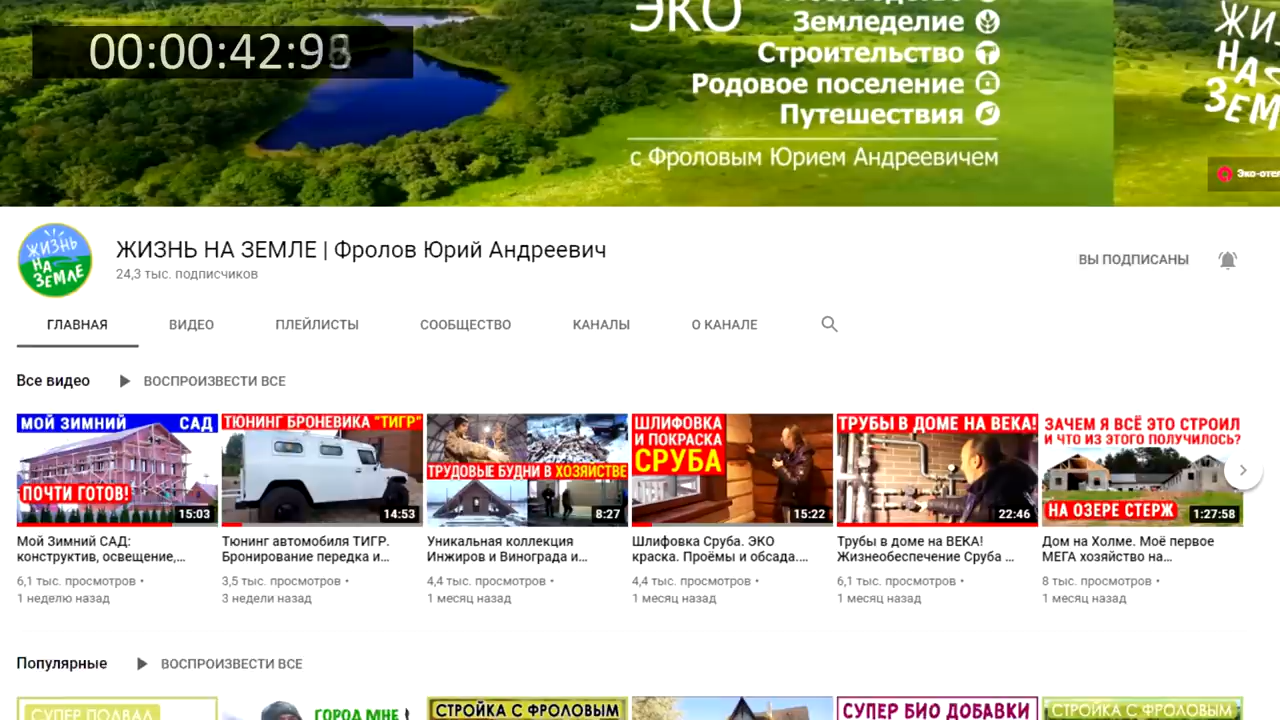 00:00:42:98
ЭКО
Земледелие
Строительство
Родовое поселение
Путешествия
с Фроловым Юрием Андреевичем
НА
Эко-отел
ЖИЗНЬ НА ЗЕМЛЕ
ЖИЗНЬ НА ЗЕМЛЕ | Фролов Юрий Андреевич
24,3 тыс. подписчиков
ВЫ ПОДПИСАНЫ
ГЛАВНАЯ ВИДЕО ПЛЕЙЛИСТЫ СООБЩЕСТВО КАНАЛЫ О КАНАЛЕ
Все видео ВОСПРОИЗВЕСТИ ВСЕ
МОЙ ЗИМНИЙ САД
ПОЧТИ ГОТОВ!
15:03
Мой Зимний САД:
конструктив, освещение,...
6,1 тыс. просмотров •
1 неделю назад
ТЮНИНГ БРОНЕВИКА "ТИГР"
14:53
Тюнинг автомобиля ТИГР.
Бронирование передка и...
3,5 тыс. просмотров •
3 недели назад
ТРУДОВЫЕ БУДНИ В ХОЗЯЙСТВЕ
8:27
Уникальная коллекция
Инжиров и Винограда и...
4,4 тыс. просмотров •
1 месяц назад
ШЛИФОВКА
И ПОКРАСКА
СРУБА
15:22
Шлифовка Сруба. ЭКО
краска. Проёмы и обсада....
4,4 тыс. просмотров •
1 месяц назад
ТРУБЫ В ДОМЕ НА ВЕКА!
22:46
Трубы в доме на ВЕКА!
Жизнеобеспечение Сруба ...
6,1 тыс. просмотров •
1 месяц назад
ЗАЧЕМ Я ВСЁ ЭТО СТРОИЛ
И ЧТО ИЗ ЭТОГО ПОЛУЧИЛОСЬ?
НА ОЗЕРЕ СТЕРЖ
1:27:58
Дом на Холме. Моё первое
МЕГА хозяйство на...
8 тыс. просмотров •
1 месяц назад
Популярные ВОСПРОИЗВЕСТИ ВСЕ
СУПЕР ПОДВАЛ
ГОРОД МНЕ
СТРОЙКА С ФРОЛОВЫМ
СУПЕР БИО ДОБАВКИ
СТРОЙКА С ФРОЛОВЫМ